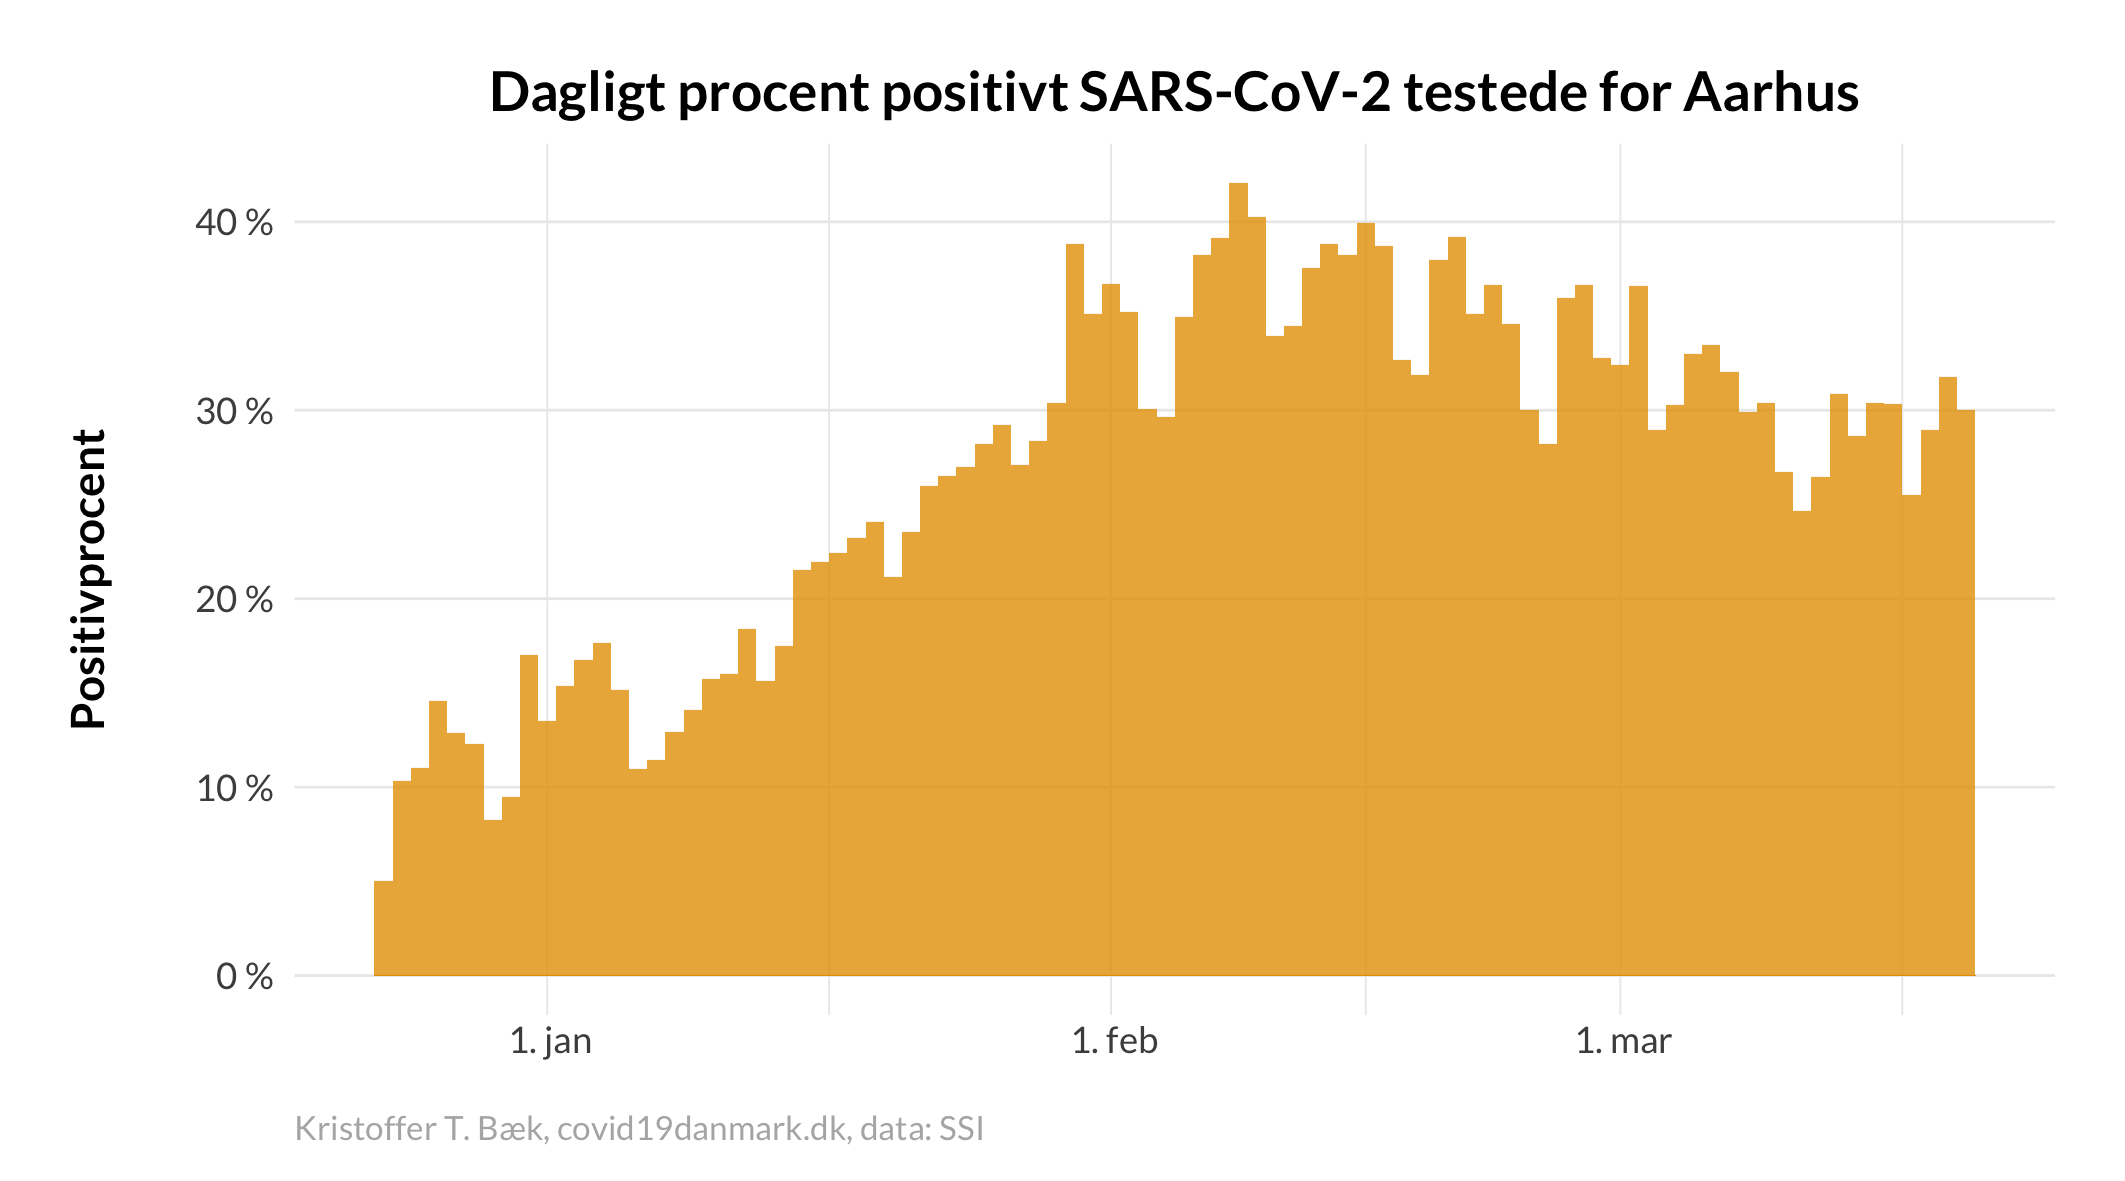 Dagligt procent positivt SARS-CoV-2 testede for Aarhus
Positivprocent
40 %
30 %
20 %
10 %
0 %
1. jan
1. feb
1. mar
Kristoffer T. Bæk, covid19danmark.dk, data: SSI